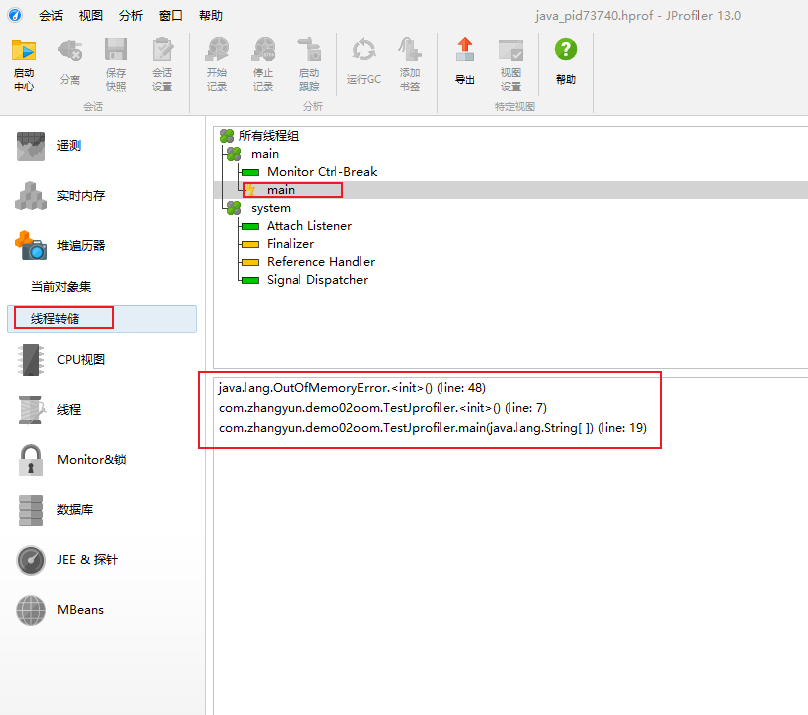 会话 视图 分析 窗口 帮助
java_pid73740.hprof - JProfiler 13.0
启动中心
分离
保存快照
会话设置
开始记录
停止记录
启动跟踪
运行GC
添加书签
导出
视图设置
帮助
会话
分析
特定视图
遥测
实时内存
堆遍历器
当前对象集
线程转储
CPU视图
线程
Monitor&锁
数据库
JEE & 探针
MBeans
所有线程组
main
Monitor Ctrl-Break
main
system
Attach Listener
Finalizer
Reference Handler
Signal Dispatcher
java.lang.OutOfMemoryError.<init>() (line: 48)
com.zhangyun.demo02oom.TestJprofiler.<init>() (line: 7)
com.zhangyun.demo02oom.TestJprofiler.main(java.lang.String[ ]) (line: 19)